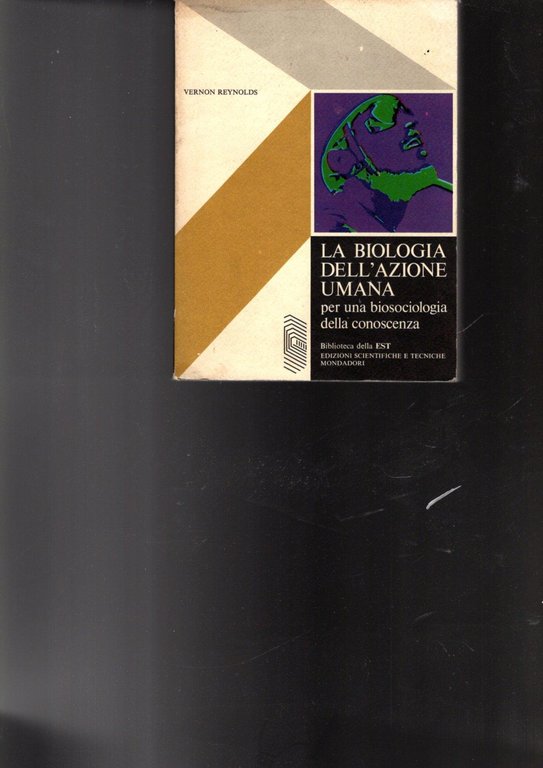 VERNON REYNOLDS
LA BIOLOGIA
DELL'AZIONE
UMANA
per una biosociologia
della conoscenza
Biblioteca della EST
EDIZIONI SCIENTIFICHE E TECNICHE
MONDADORI